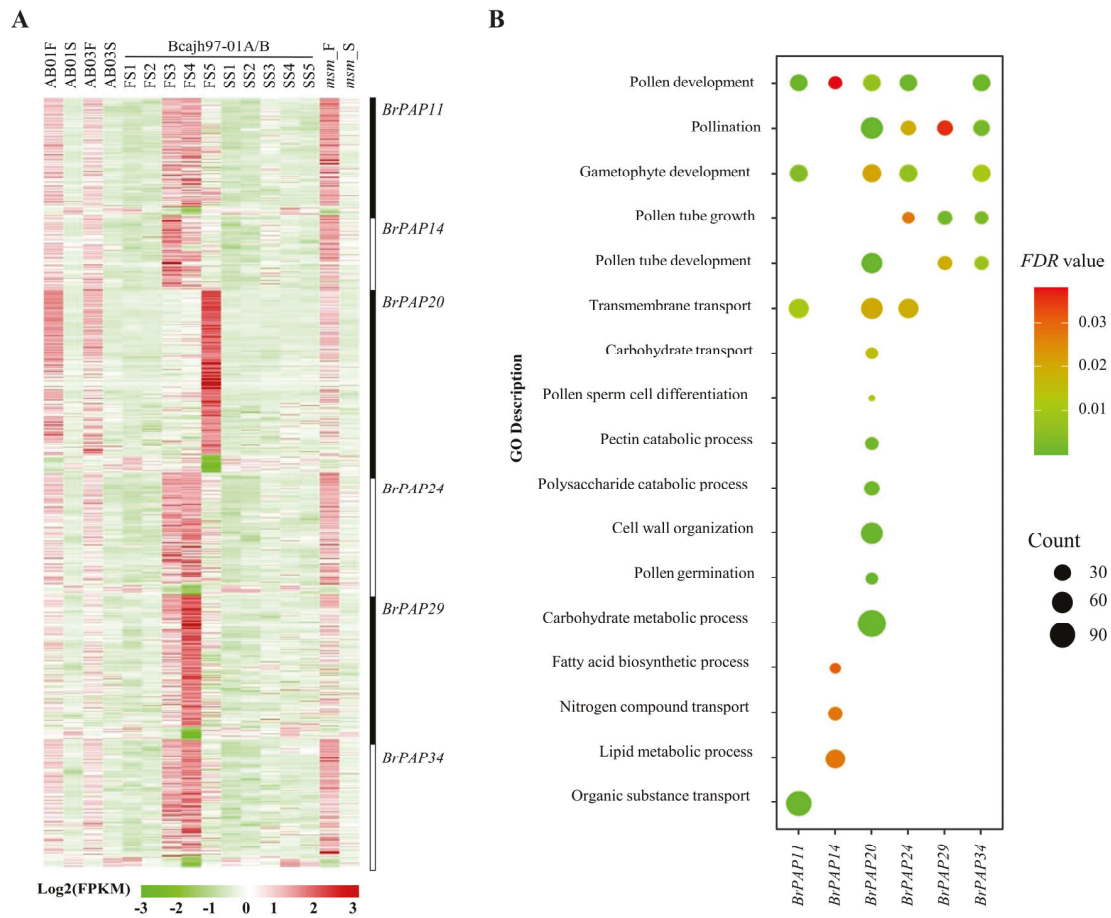 A
Bcajh97-01A/B
AB01F
AB01S
AB03F
AB03S
FS1
FS2
FS3
FS4
FS5
SS1
SS2
SS3
SS4
SS5
msm_F
msm_S
BrPAP11
BrPAP14
BrPAP20
BrPAP24
BrPAP29
BrPAP34
Log2(FPKM)
-3 -2 -1 0 1 2 3
B
GO Description
Pollen development
Pollination
Gametophyte development
Pollen tube growth
Pollen tube development
Transmembrane transport
Carbohydrate transport
Pollen sperm cell differentiation
Pectin catabolic process
Polysaccharide catabolic process
Cell wall organization
Pollen germination
Carbohydrate metabolic process
Fatty acid biosynthetic process
Nitrogen compound transport
Lipid metabolic process
Organic substance transport
BrPAP11
BrPAP14
BrPAP20
BrPAP24
BrPAP29
BrPAP34
FDR value
0.03
0.02
0.01
Count
30
60
90